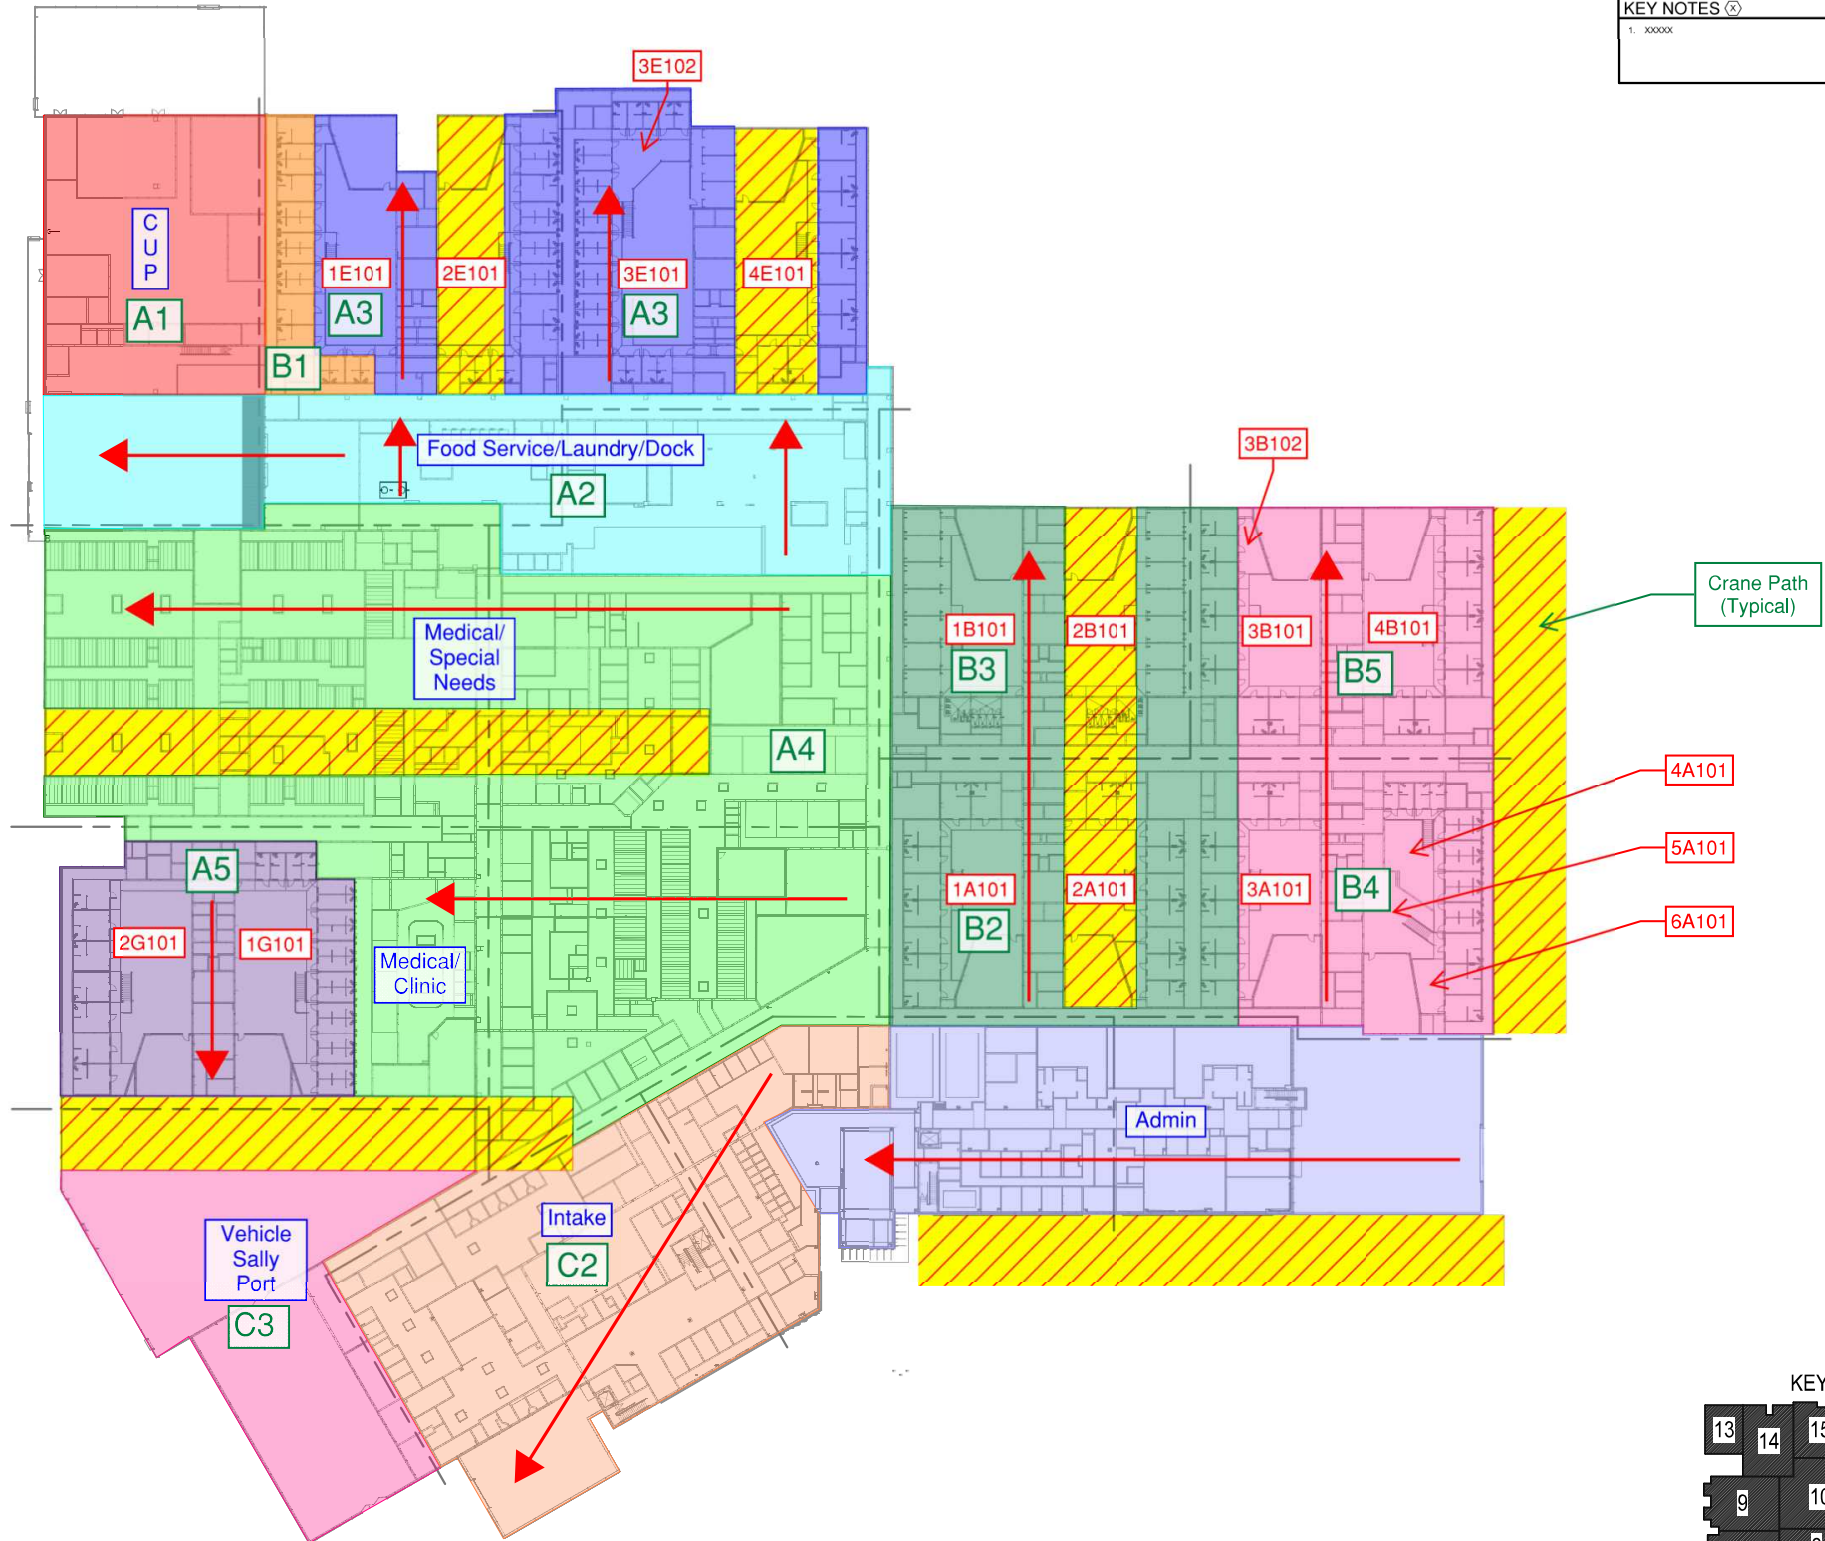 KEY NOTES X
1. XXXXX
3E102
C
U
P
A1
B1
1E101
A3
2E101
3E101
A3
4E101
Food Service/Laundry/Dock
A2
3B102
Crane Path
(Typical)
Medical/
Special
Needs
1B101
B3
2B101
3B101
4B101
B5
A4
4A101
5A101
6A101
A5
2G101
1G101
Medical/
Clinic
1A101
B2
2A101
3A101
B4
Admin
Vehicle
Sally
Port
C3
Intake
C2
KEY
13
14
15
9
10